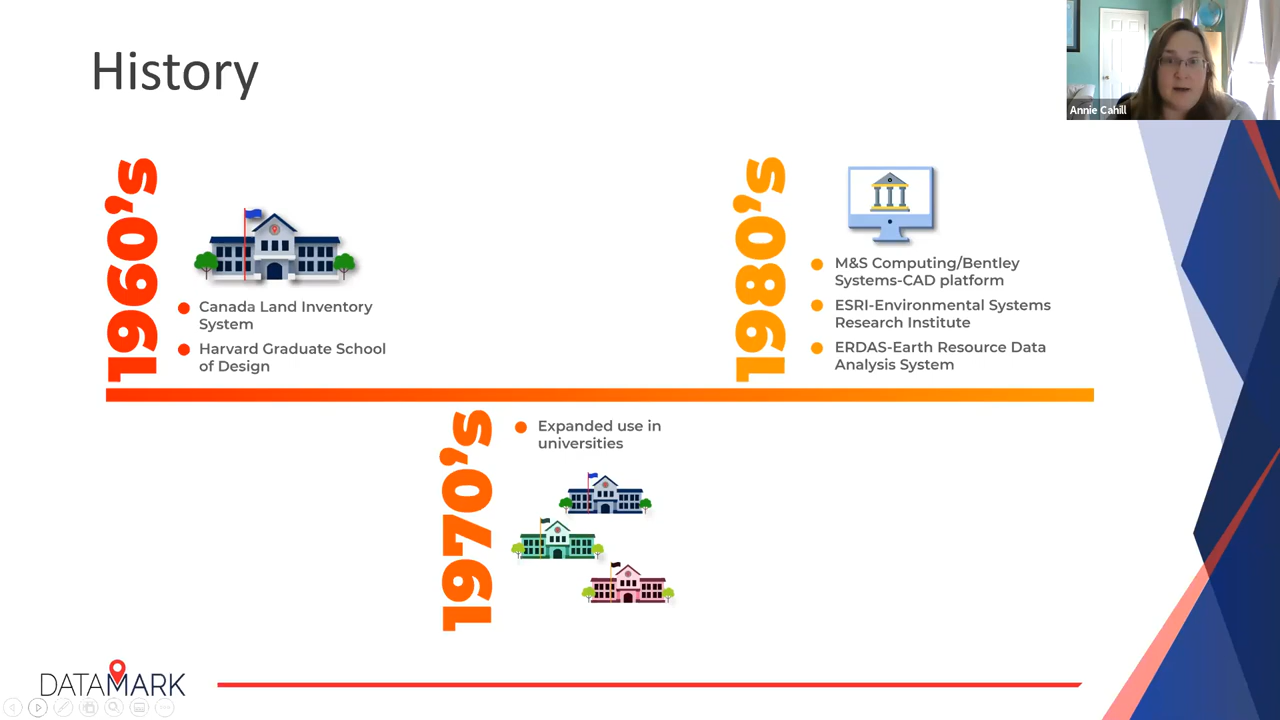 History
Annie Cahill
1960's
Canada Land Inventory
System
Harvard Graduate School
of Design
1970's
Expanded use in
universities
1980's
M&S Computing/Bentley
Systems-CAD platform
ESRI-Environmental Systems
Research Institute
ERDAS-Earth Resource Data
Analysis System
DATAMARK